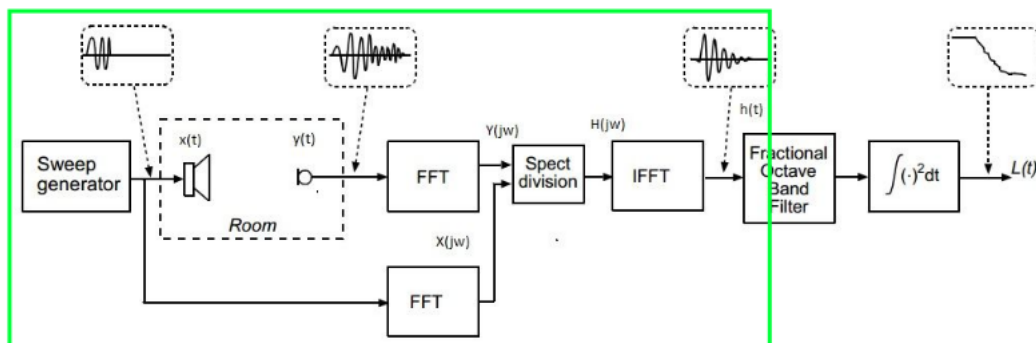 x(t)
y(t)
Y(jw)
H(jw)
h(t)
Sweep
generator
FFT
Spect
division
IFFT
Fractional
Octave
Band
Filter
∫(·)²dt
L(t)
Room
X(jw)
FFT